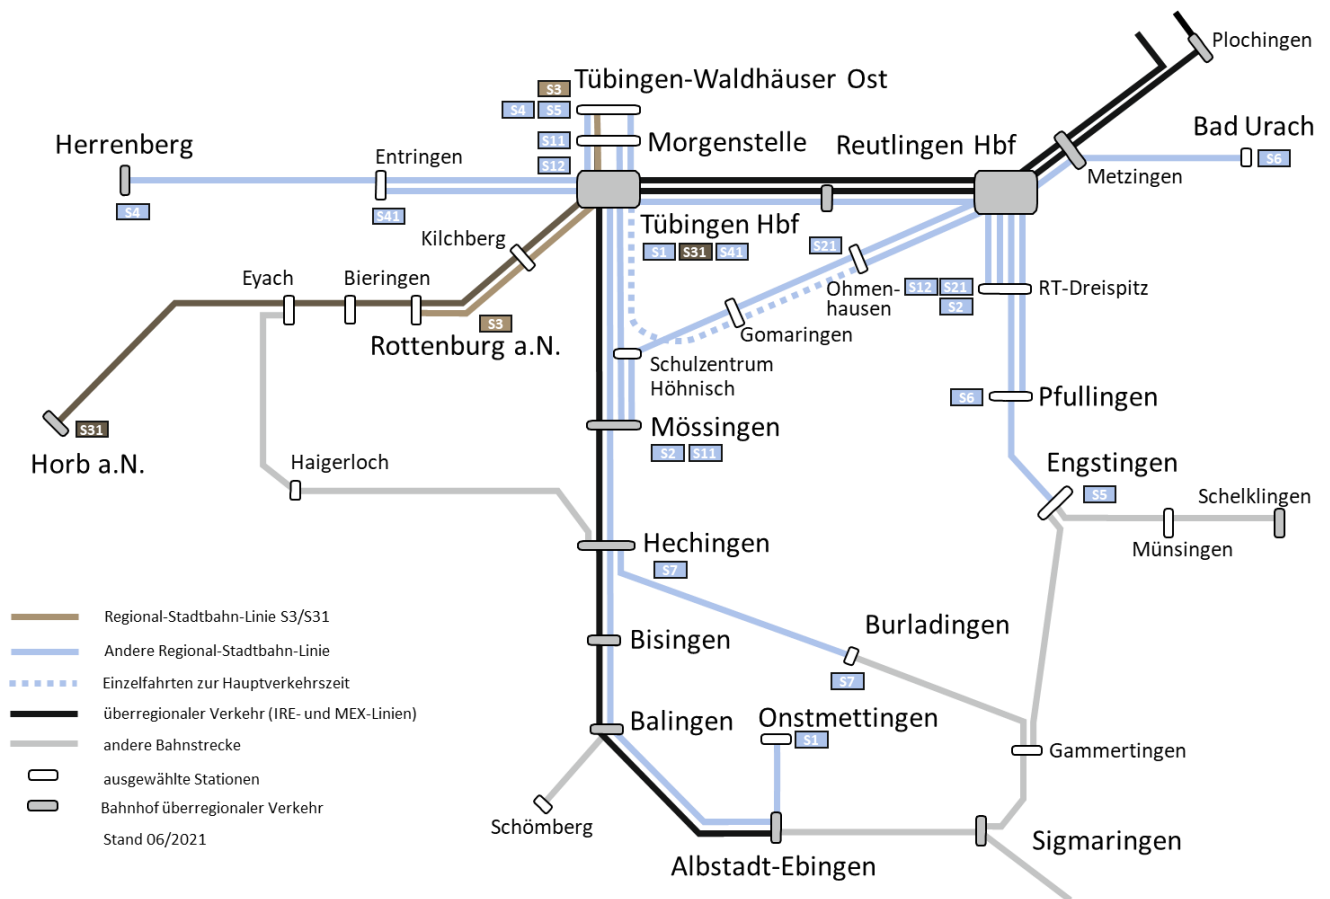 Plochingen
S3
Tübingen-Waldhäuser Ost
S4 S5
Bad Urach
S6
Herrenberg
S4
Entringen
S41
S11
Morgenstelle
S12
Reutlingen Hbf
Metzingen
Tübingen Hbf
S1 S31 S41
Kilchberg
S21
Ohmen-
hausen
S12 S21
S2
RT-Dreispitz
Eyach
Bieringen
S3
Rottenburg a.N.
Gomaringen
Schulzentrum
Höhnisch
S6
Pfullingen
S31
Horb a.N.
Mössingen
S2 S11
Haigerloch
Engstingen
S5
Schelklingen
Münsingen
Hechingen
S7
Burladingen
S7
Bisingen
Balingen
Onstmettingen
S1
Gammertingen
Schömberg
Albstadt-Ebingen
Sigmaringen
Regional-Stadtbahn-Linie S3/S31
Andere Regional-Stadtbahn-Linie
Einzelfahrten zur Hauptverkehrszeit
überregionaler Verkehr (IRE- und MEX-Linien)
andere Bahnstrecke
ausgewählte Stationen
Bahnhof überregionaler Verkehr
Stand 06/2021